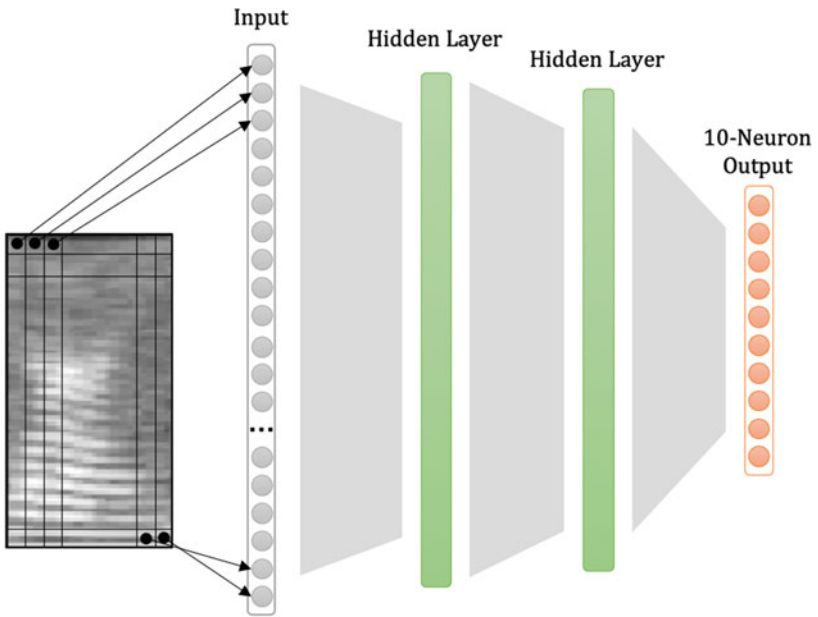 Input
Hidden Layer
Hidden Layer
10-Neuron
Output
...